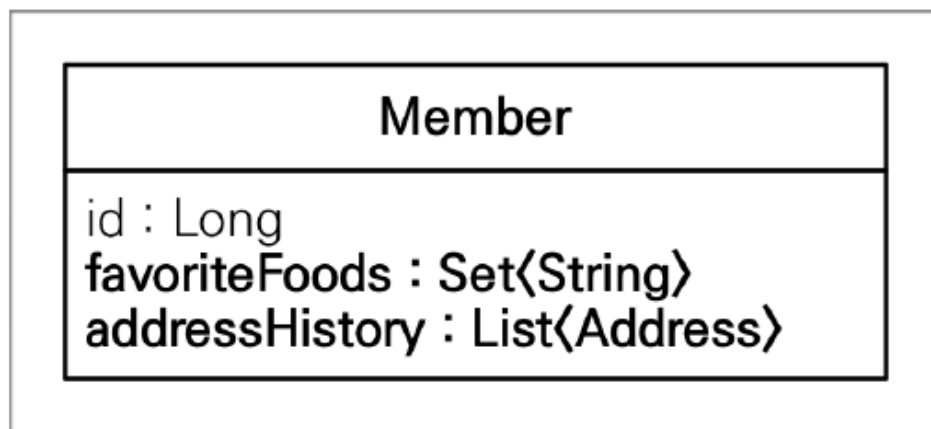 Member
id : Long
favoriteFoods : Set〈String〉
addressHistory : List〈Address〉